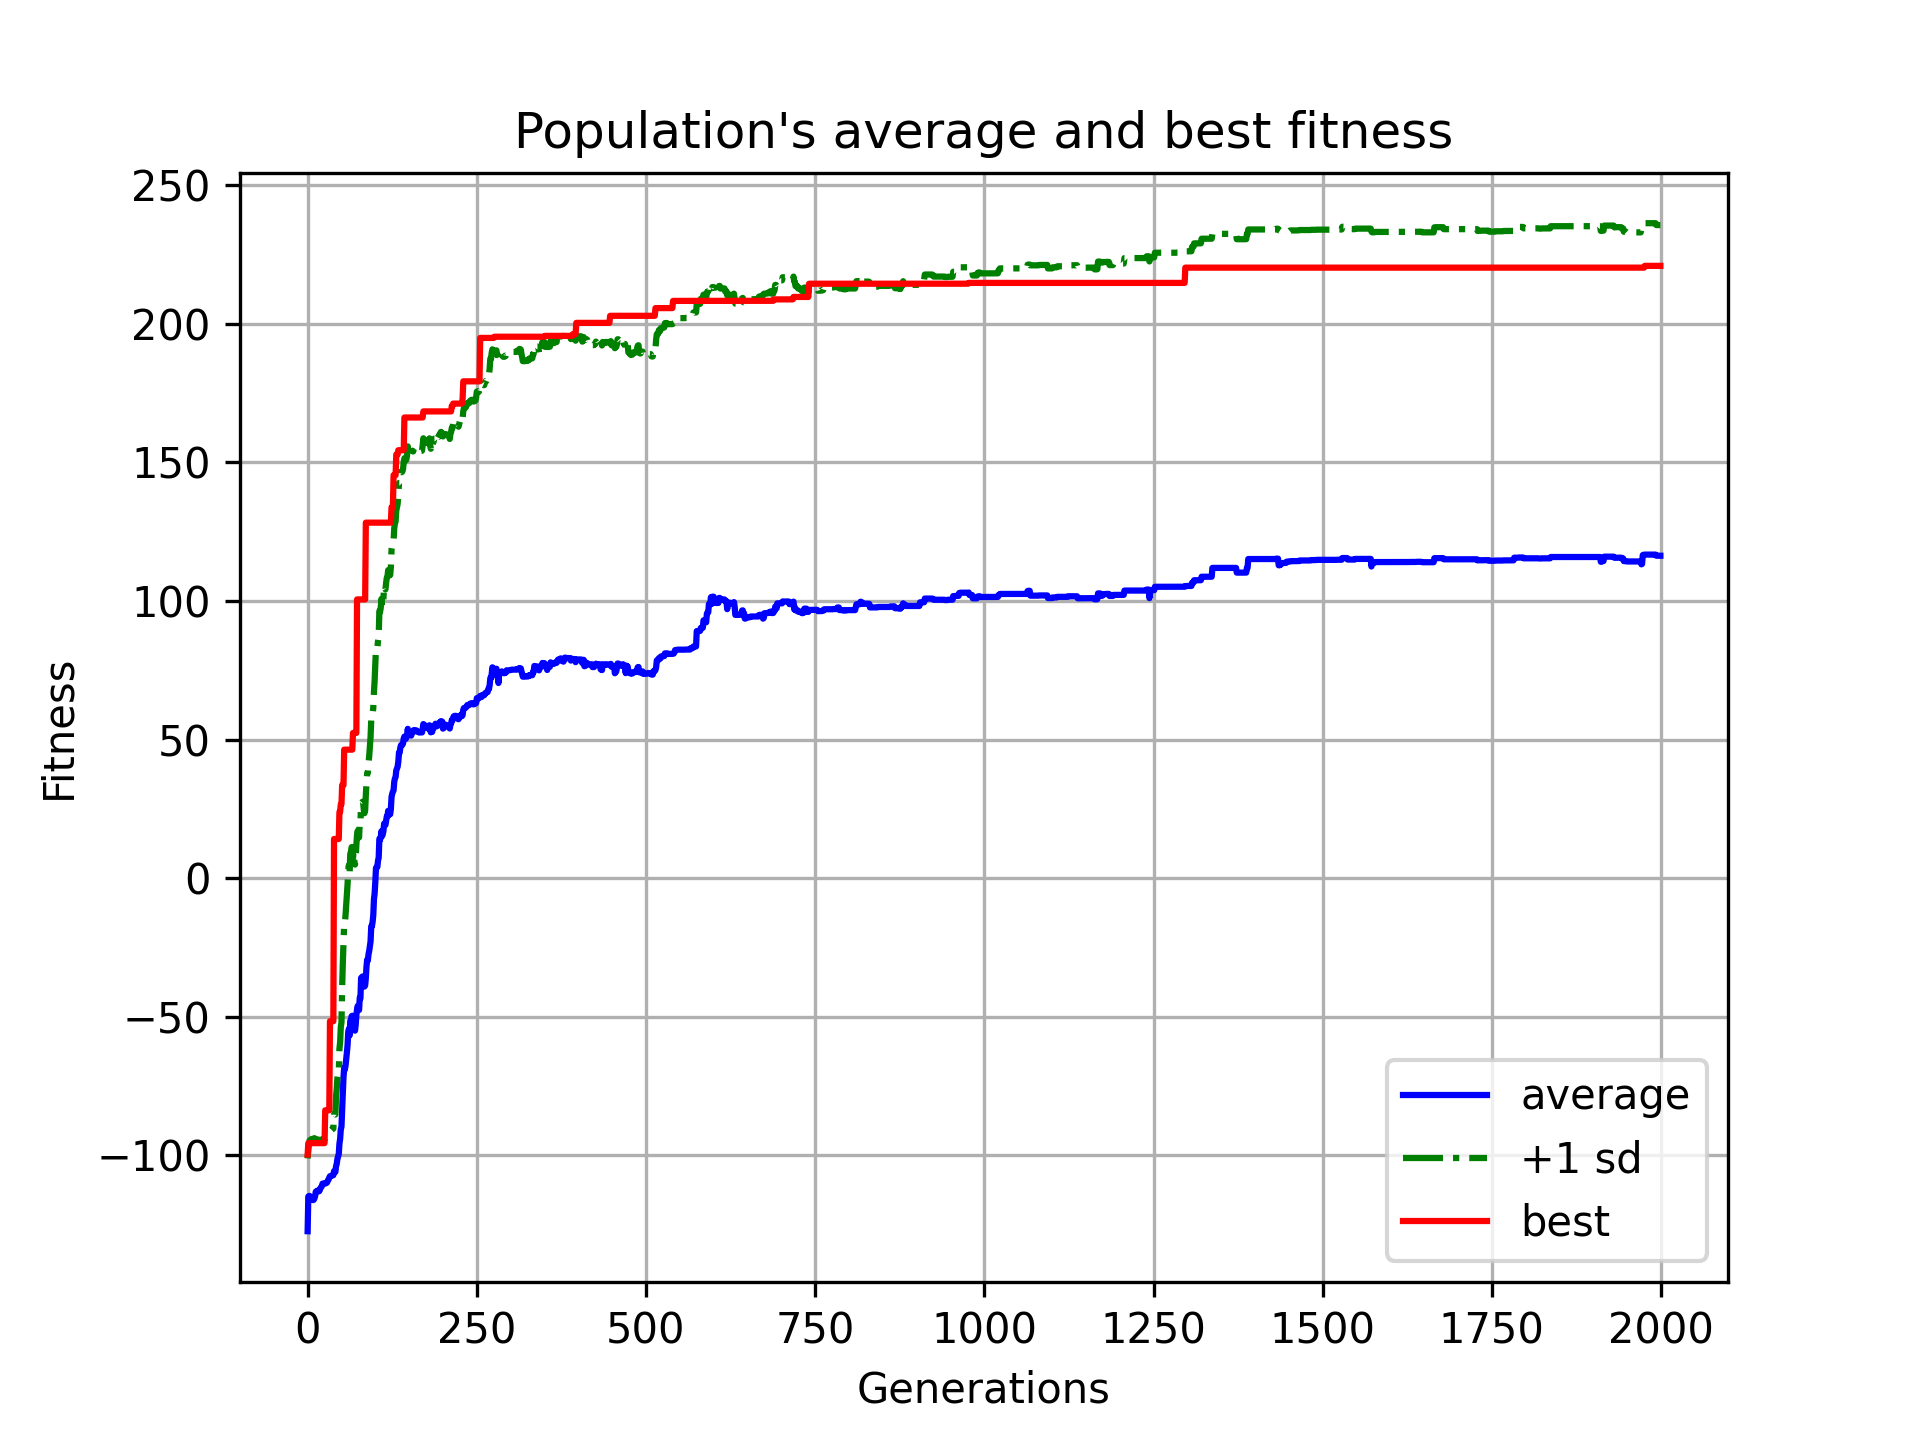 Population's average and best fitness
250
200
150
100
50
0
−50
−100
Fitness
average
+1 sd
best
0 250 500 750 1000 1250 1500 1750 2000
Generations